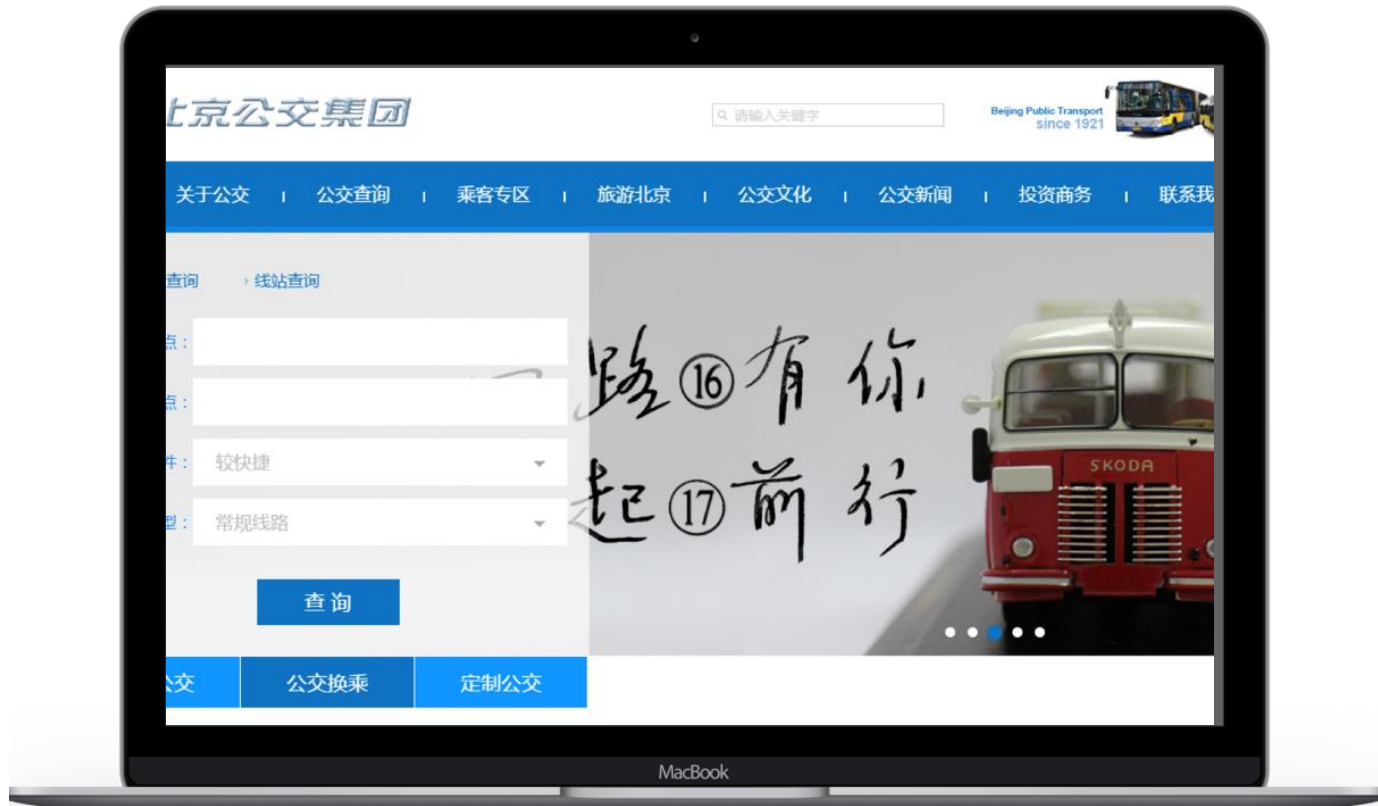 京公交集团
请输入关键字
Beijing Public Transport
since 1921
关于公交 | 公交查询 | 乘客专区 | 旅游北京 | 公交文化 | 公交新闻 | 投资商务 | 联系我
查询 线站查询
点：
点：
件： 较快捷
型： 常规线路
查询
路⑯有你
起⑰前行
SKODA
交 公交换乘 定制公交
MacBook